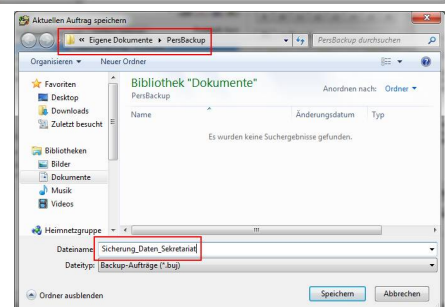 Aktuellen Auftrag speichern
« Eigene Dokumente ▸ PersBackup
PersBackup durchsuchen
Organisieren ▾ Neuer Ordner
Favoriten
Desktop
Downloads
Zuletzt besucht
Bibliotheken
Bilder
Dokumente
Musik
Videos
Heimnetzgruppe
Bibliothek "Dokumente"
PersBackup
Anordnen nach: Ordner ▾
Name Änderungsdatum Typ
Es wurden keine Suchergebnisse gefunden.
Dateiname: Sicherung_Daten_Sekretariat
Dateityp: Backup-Aufträge (*.buj)
Ordner ausblenden
Speichern Abbrechen